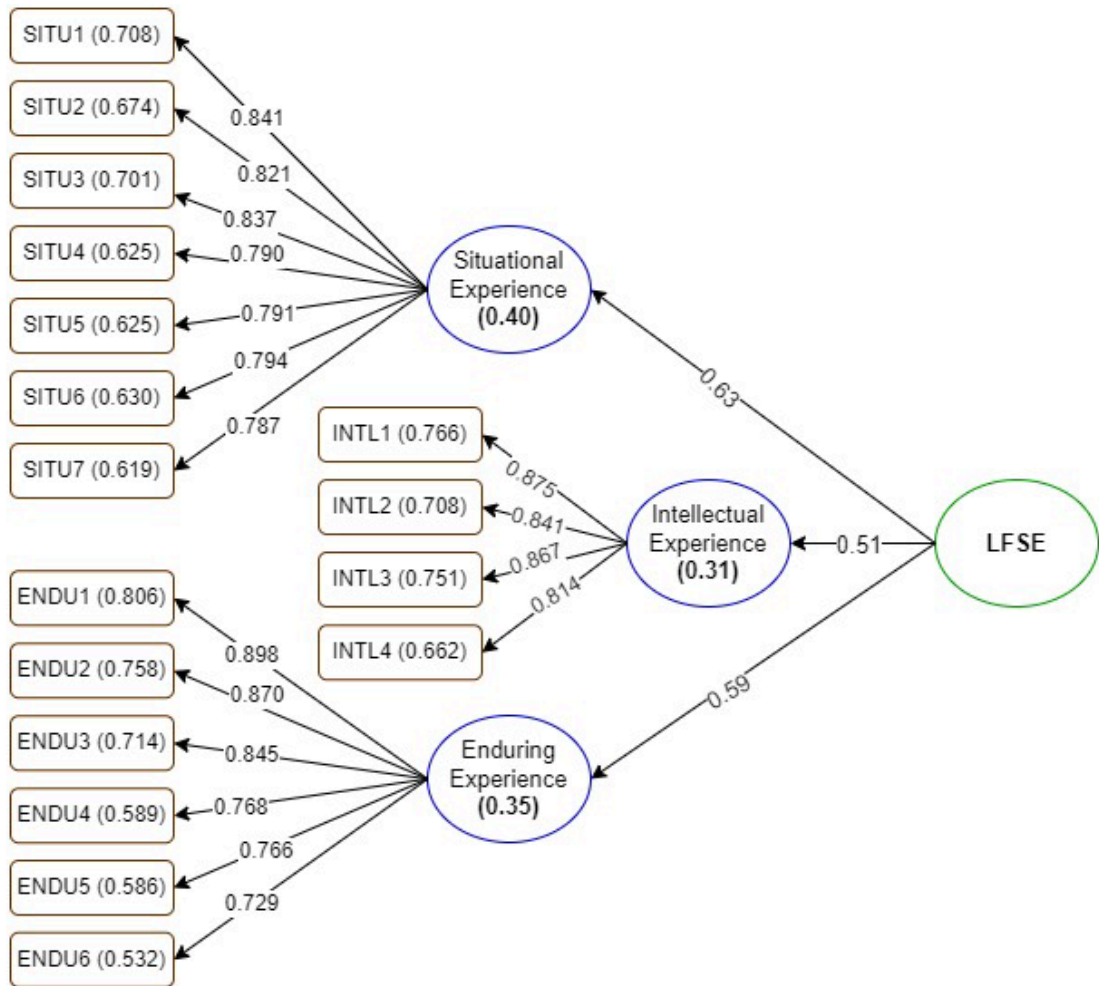 SITU1 (0.708)
SITU2 (0.674)
SITU3 (0.701)
SITU4 (0.625)
SITU5 (0.625)
SITU6 (0.630)
SITU7 (0.619)
0.841
0.821
0.837
0.790
0.791
0.794
0.787
Situational
Experience
(0.40)
0.63
INTL1 (0.766)
INTL2 (0.708)
INTL3 (0.751)
INTL4 (0.662)
0.875
0.841
0.867
0.814
Intellectual
Experience
(0.31)
0.51
LFSE
ENDU1 (0.806)
ENDU2 (0.758)
ENDU3 (0.714)
ENDU4 (0.589)
ENDU5 (0.586)
ENDU6 (0.532)
0.898
0.870
0.845
0.768
0.766
0.729
Enduring
Experience
(0.35)
0.59